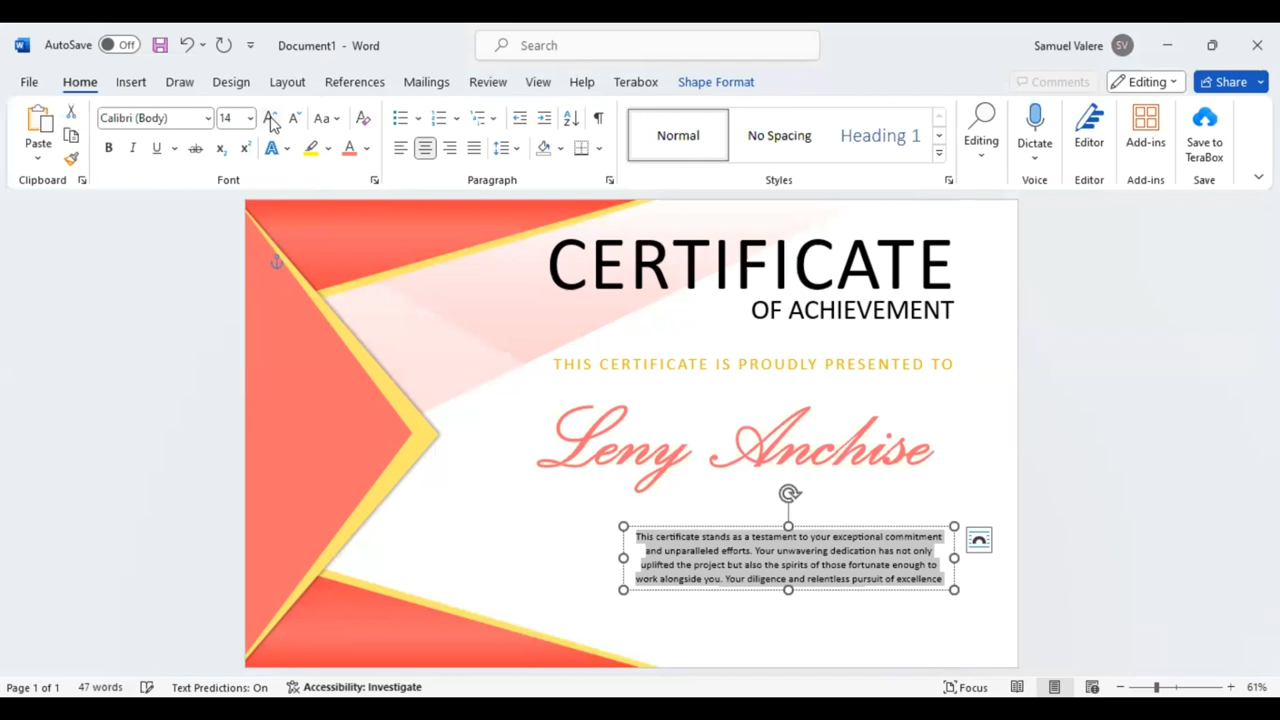 AutoSave Off Document1 - Word Search Samuel Valere SV
File Home Insert Draw Design Layout References Mailings Review View Help Terabox Shape Format Comments Editing Share
Calibri (Body) 14 Aa
Paste B I U ab x₂ x² A A Normal No Spacing Heading 1 Editing Dictate Editor Add-ins Save to TeraBox
Clipboard Font Paragraph Styles Voice Editor Add-ins Save
CERTIFICATE
OF ACHIEVEMENT
THIS CERTIFICATE IS PROUDLY PRESENTED TO
Leny Anchise
This certificate stands as a testament to your exceptional commitment
and unparalleled efforts. Your unwavering dedication has not only
uplifted the project but also the spirits of those fortunate enough to
work alongside you. Your diligence and relentless pursuit of excellence
Page 1 of 1 47 words Text Predictions: On Accessibility: Investigate Focus 61%